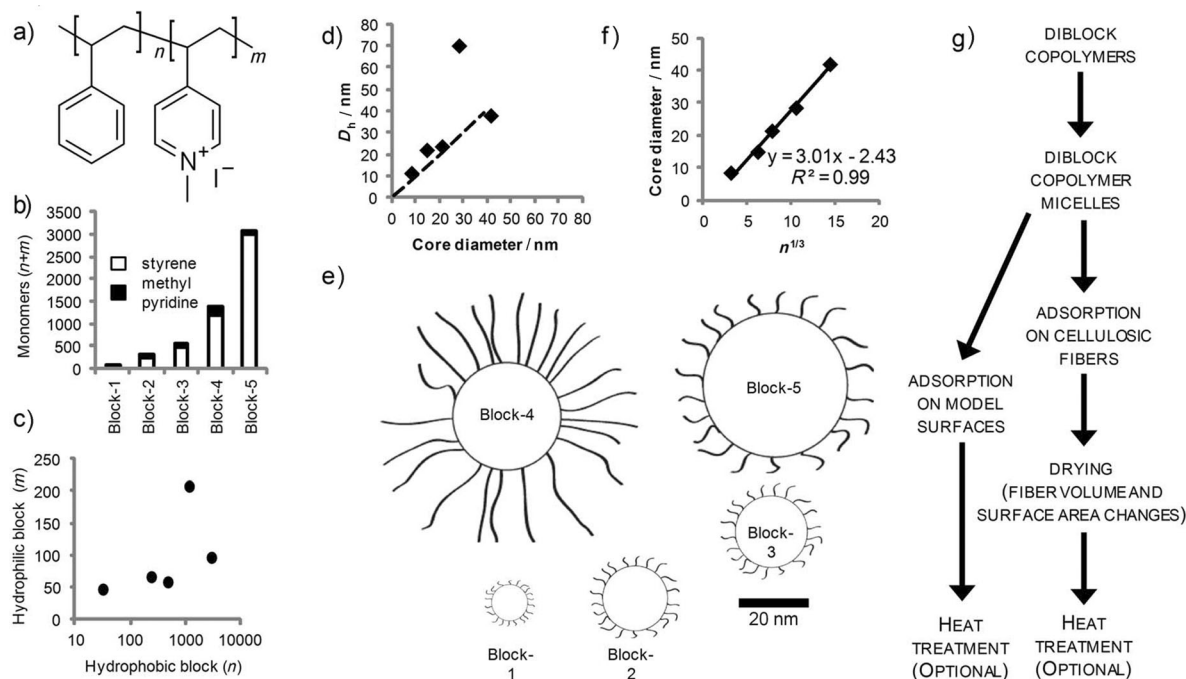 a)
n
m
N+
I−
b)
Monomers (n+m)
3500
3000
2500
2000
1500
1000
500
0
styrene
methyl
pyridine
Block-1
Block-2
Block-3
Block-4
Block-5
c)
Hydrophilic block (m)
250
200
150
100
50
0
10 100 1000 10000
Hydrophobic block (n)
d)
Dh / nm
80
70
60
50
40
30
20
10
0
0 10 20 30 40 50 60 70 80
Core diameter / nm
e)
Block-4
Block-5
Block-
3
Block-
1
Block-
2
20 nm
f)
Core diameter / nm
50
40
30
20
10
0
0 5 10 15 20
n1/3
y = 3.01x - 2.43
R² = 0.99
g)
DIBLOCK
COPOLYMERS
DIBLOCK
COPOLYMER
MICELLES
ADSORPTION
ON CELLULOSIC
FIBERS
ADSORPTION
ON MODEL
SURFACES
DRYING
(FIBER VOLUME AND
SURFACE AREA CHANGES)
HEAT
TREATMENT
(OPTIONAL)
HEAT
TREATMENT
(OPTIONAL)